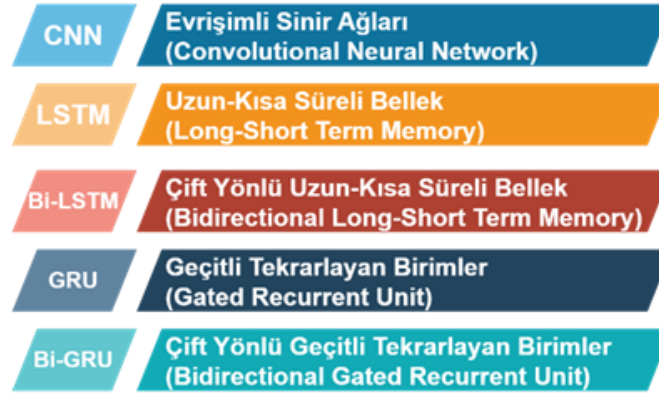 CNN
Evrişimli Sinir Ağları
(Convolutional Neural Network)
LSTM
Uzun-Kısa Süreli Bellek
(Long-Short Term Memory)
Bi-LSTM
Çift Yönlü Uzun-Kısa Süreli Bellek
(Bidirectional Long-Short Term Memory)
GRU
Geçitli Tekrarlayan Birimler
(Gated Recurrent Unit)
Bi-GRU
Çift Yönlü Geçitli Tekrarlayan Birimler
(Bidirectional Gated Recurrent Unit)